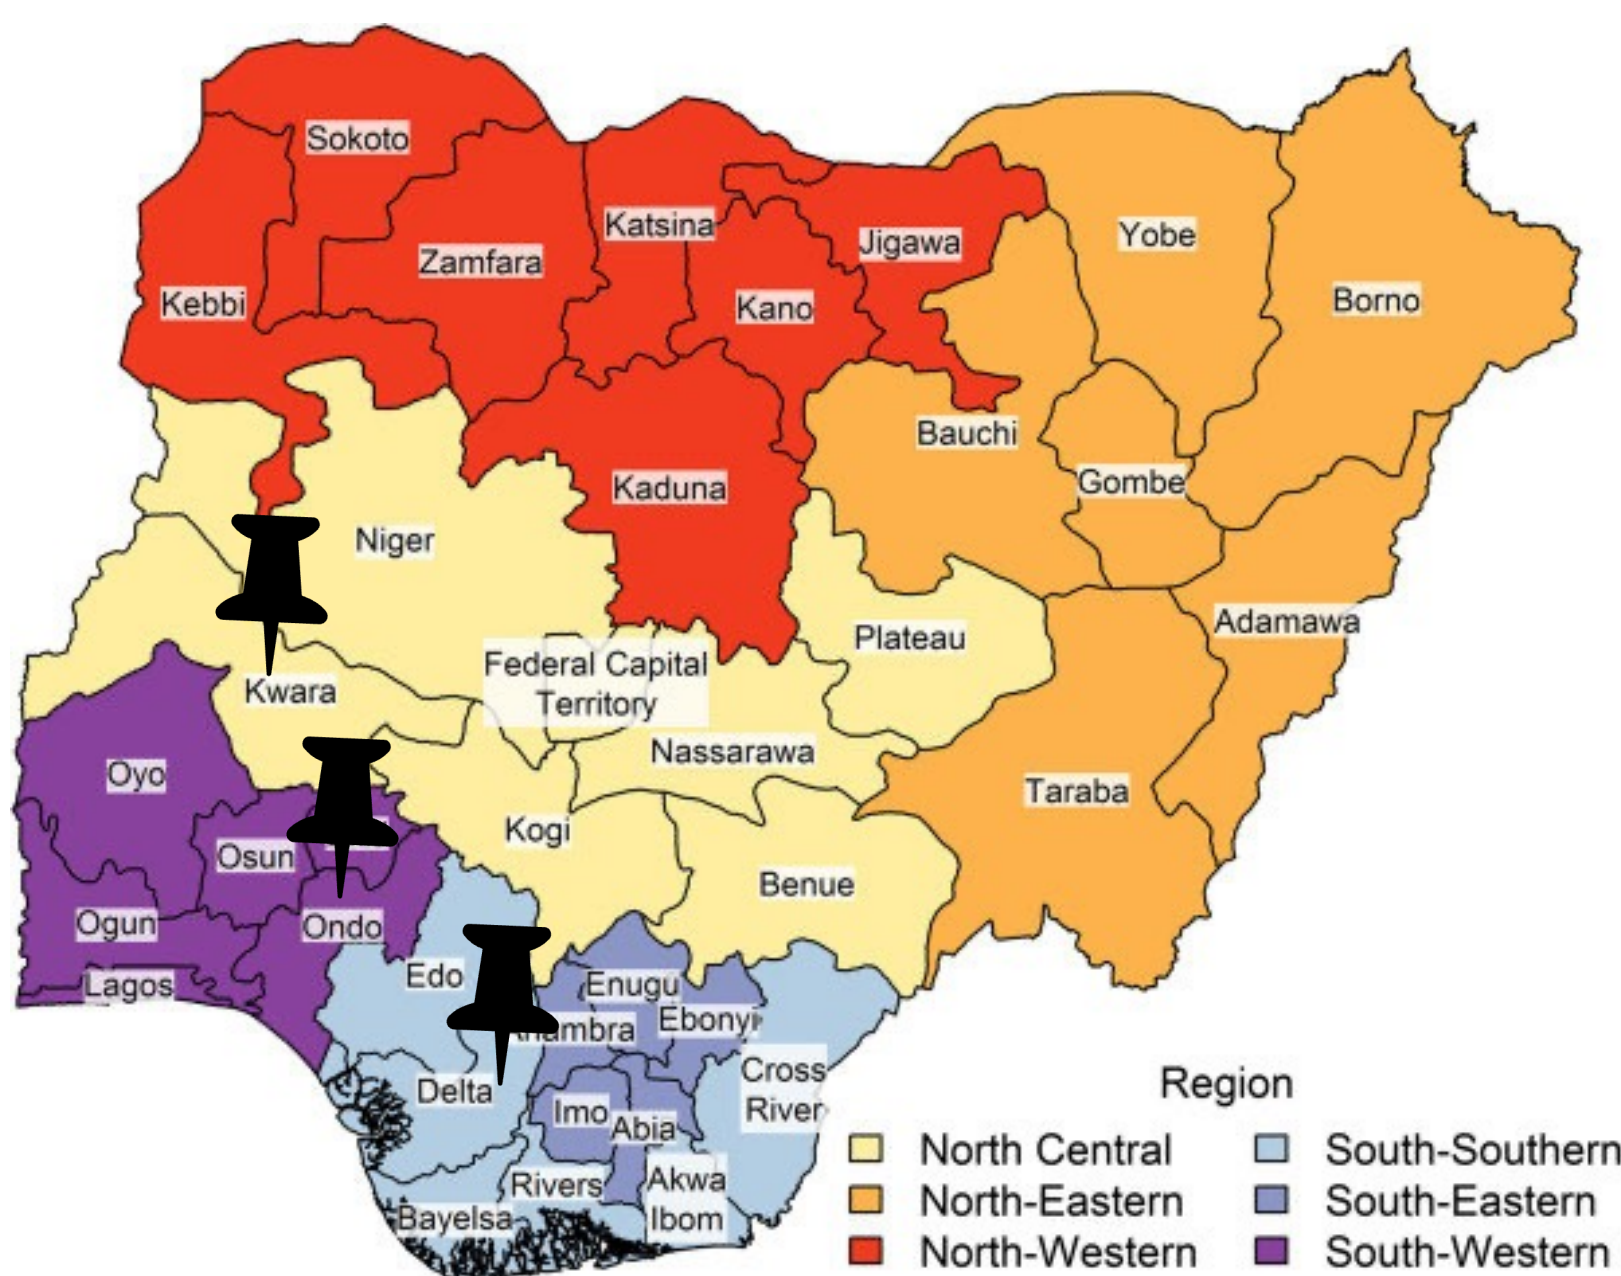 Sokoto
Katsina
Yobe
Jigawa
Zamfara
Kebbi
Kano
Borno
Bauchi
Gombe
Kaduna
Niger
Adamawa
Plateau
Federal Capital
Territory
Kwara
Nassarawa
Oyo
Taraba
Kogi
Osun
Benue
Ogun
Ondo
Edo
Lagos
Enugu
Ebonyi
Cross
River
Delta
Imo
Abia
Rivers
Akwa
Ibom
Bayelsa
Region
North Central
North-Eastern
North-Western
South-Southern
South-Eastern
South-Western